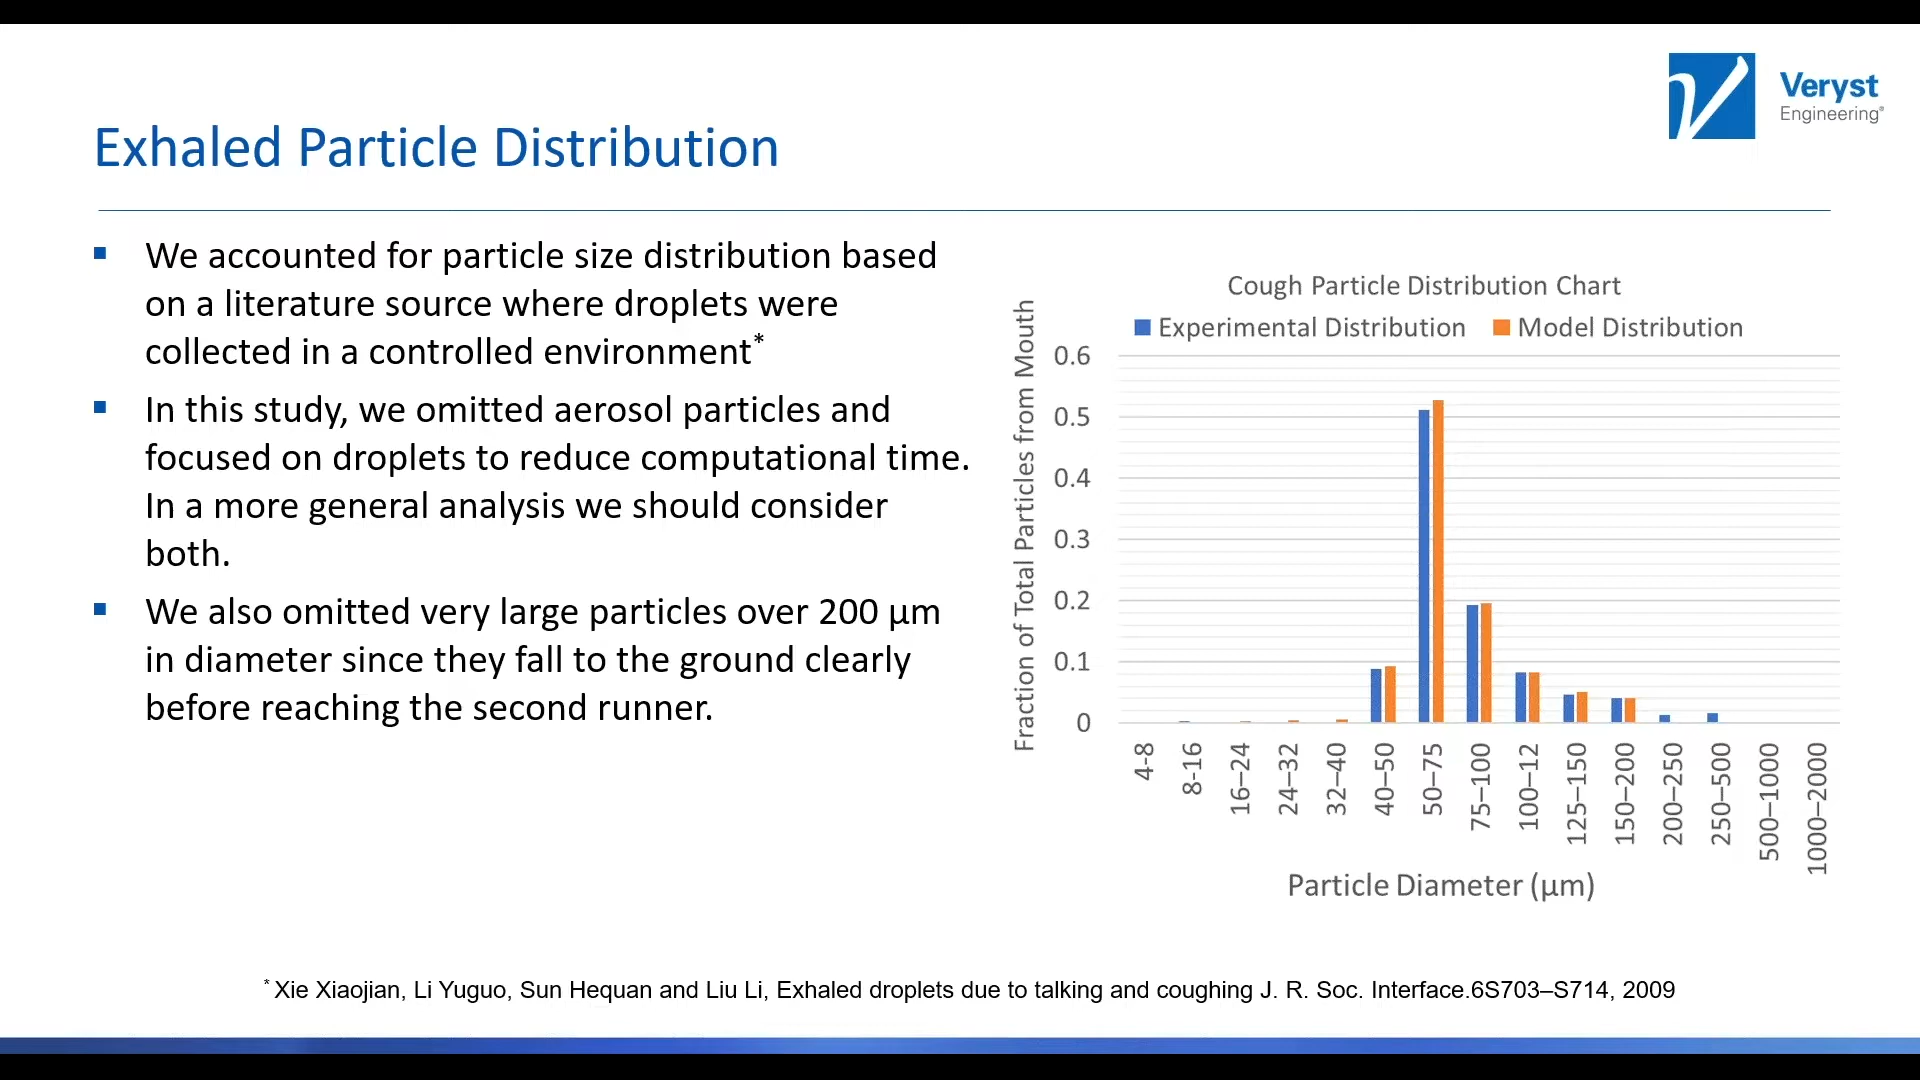 Veryst
Engineering®
Exhaled Particle Distribution
We accounted for particle size distribution based
on a literature source where droplets were
collected in a controlled environment*
In this study, we omitted aerosol particles and
focused on droplets to reduce computational time.
In a more general analysis we should consider
both.
We also omitted very large particles over 200 µm
in diameter since they fall to the ground clearly
before reaching the second runner.
Cough Particle Distribution Chart
Experimental Distribution
Model Distribution
Fraction of Total Particles from Mouth
0.6
0.5
0.4
0.3
0.2
0.1
0
4-8
8-16
16–24
24–32
32–40
40–50
50–75
75–100
100–12
125–150
150–200
200–250
250–500
500–1000
1000–2000
Particle Diameter (µm)
* Xie Xiaojian, Li Yuguo, Sun Hequan and Liu Li, Exhaled droplets due to talking and coughing J. R. Soc. Interface.6S703–S714, 2009